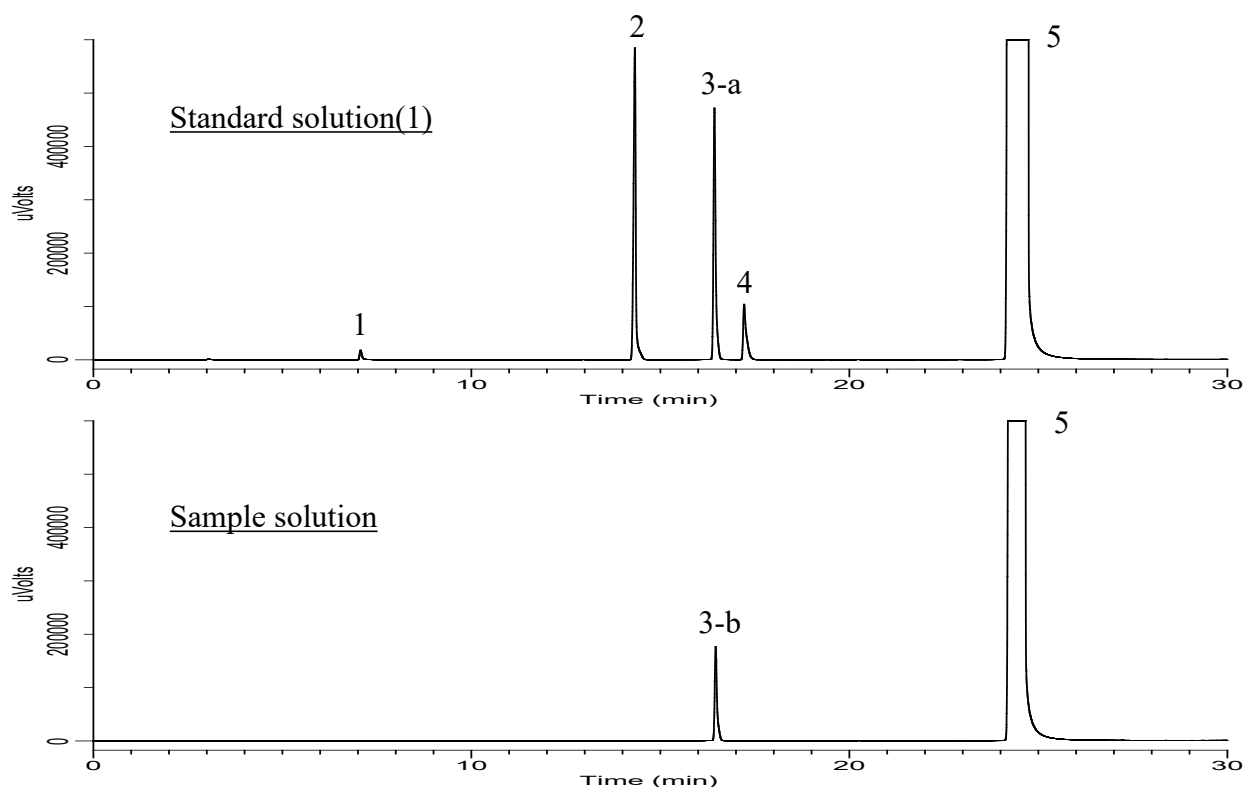 2
5
3-a
Standard solution(1)
4
1
uVolts
0
200000
400000
0 10 20 30
Time (min)
5
Sample solution
3-b
uVolts
0
200000
400000
0 10 20 30
Time (min)